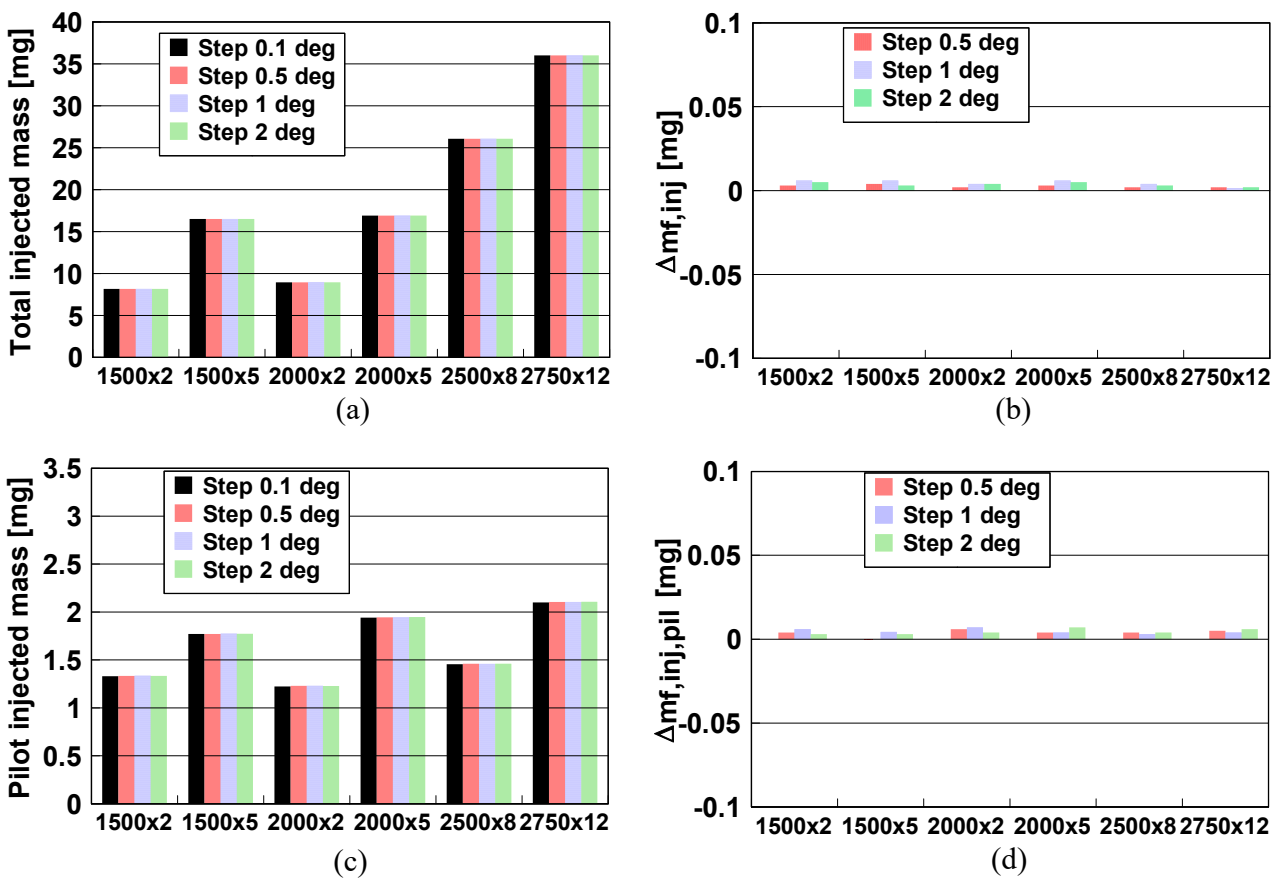 Total injected mass [mg]
40
35
30
25
20
15
10
5
0
Step 0.1 deg
Step 0.5 deg
Step 1 deg
Step 2 deg
1500x2 1500x5 2000x2 2000x5 2500x8 2750x12
(a)
Δmf,inj [mg]
0.1
0.05
0
-0.05
-0.1
Step 0.5 deg
Step 1 deg
Step 2 deg
1500x2 1500x5 2000x2 2000x5 2500x8 2750x12
(b)
Pilot injected mass [mg]
3.5
3
2.5
2
1.5
1
0.5
0
Step 0.1 deg
Step 0.5 deg
Step 1 deg
Step 2 deg
1500x2 1500x5 2000x2 2000x5 2500x8 2750x12
(c)
Δmf,inj,pil [mg]
0.1
0.05
0
-0.05
-0.1
Step 0.5 deg
Step 1 deg
Step 2 deg
1500x2 1500x5 2000x2 2000x5 2500x8 2750x12
(d)